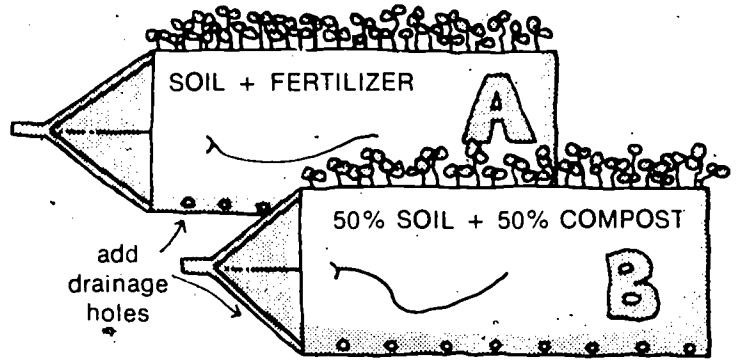 SOIL + FERTILIZER
A
50% SOIL + 50% COMPOST
B
add
drainage
holes